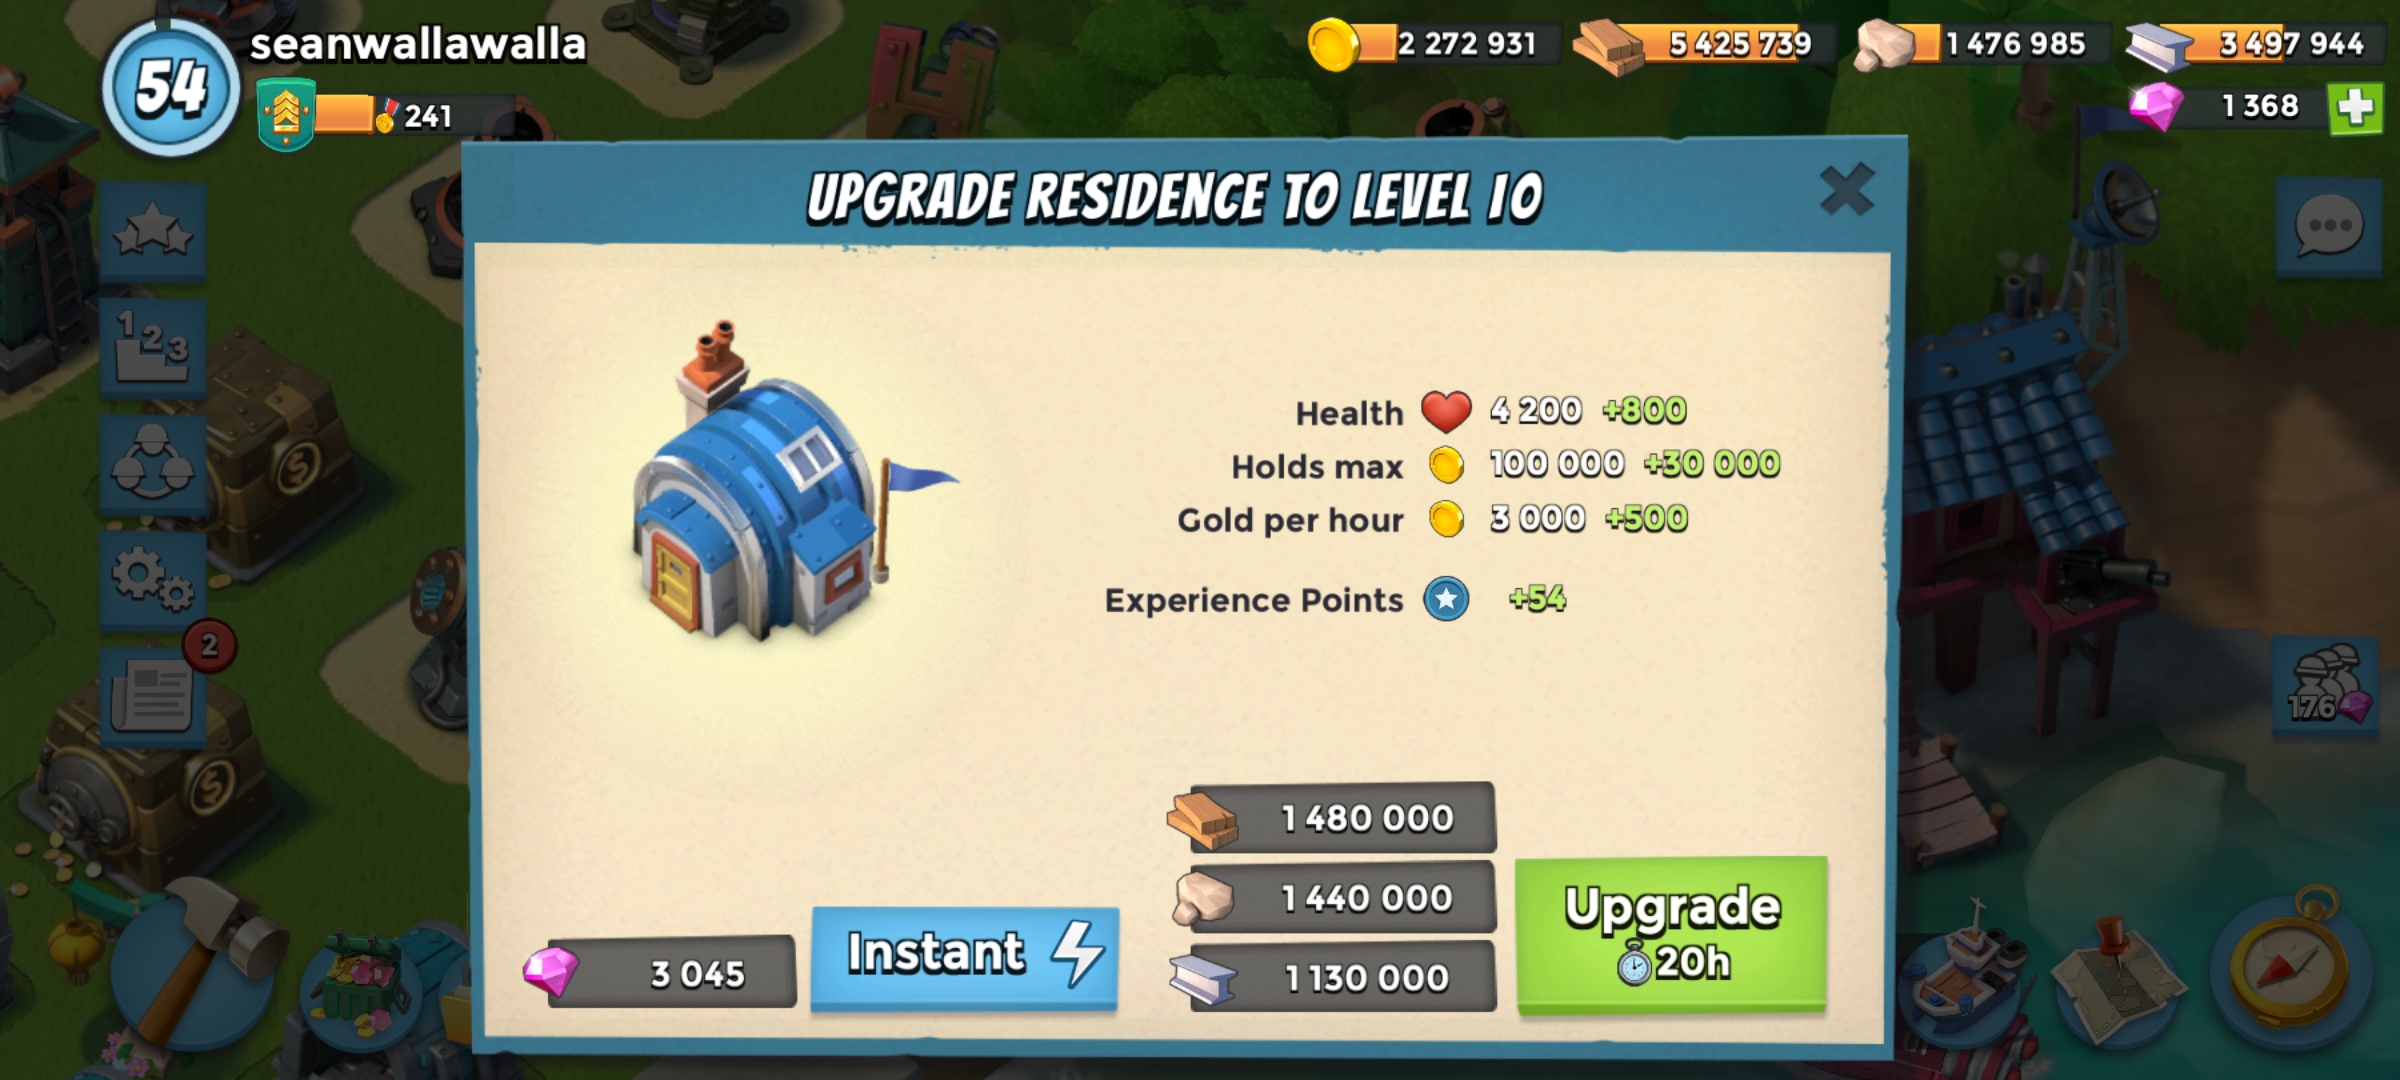 54
seanwallawalla
241
2 272 931
5 425 739
1 476 985
3 497 944
1 368
UPGRADE RESIDENCE TO LEVEL 10
Health 4 200 +800
Holds max 100 000 +30 000
Gold per hour 3 000 +500
Experience Points +54
1 2 3
2
176
1 480 000
1 440 000
1 130 000
3 045
Instant
Upgrade
20h